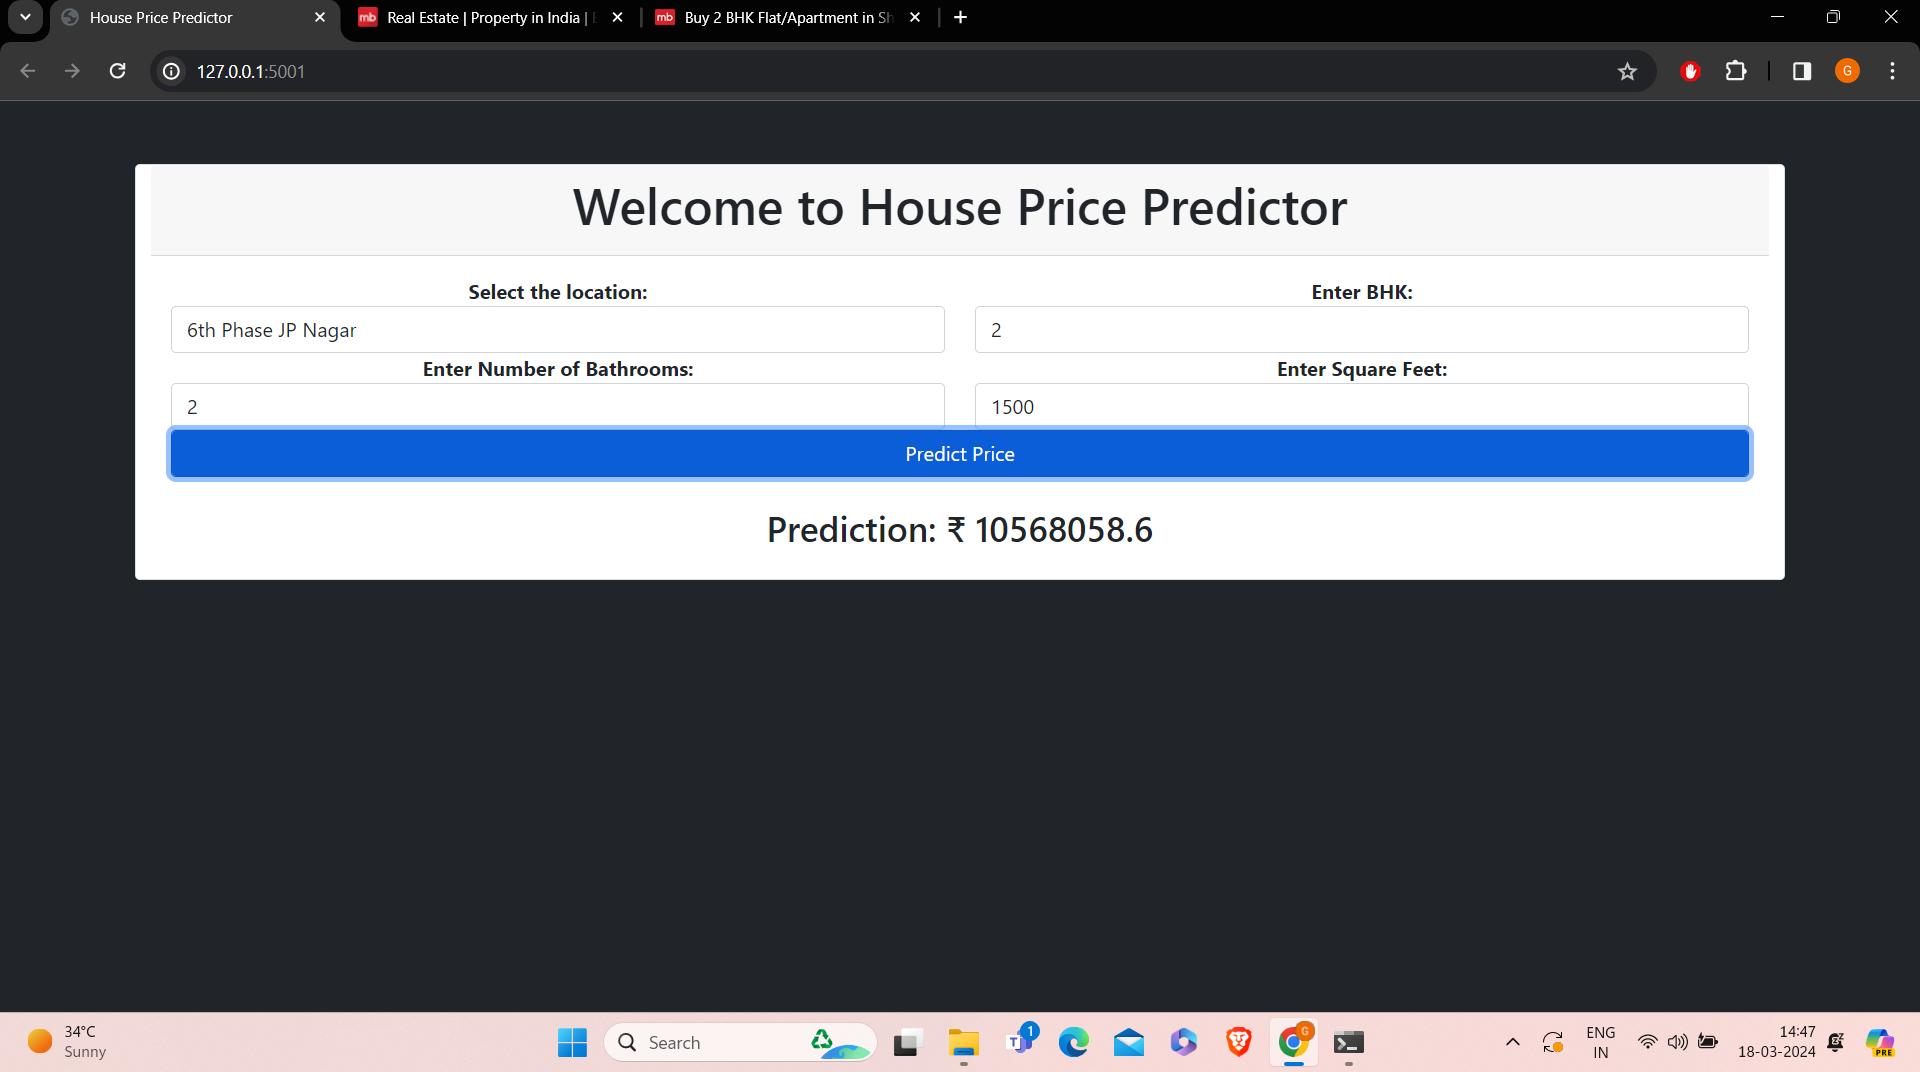 House Price Predictor
mb Real Estate | Property in India |
mb Buy 2 BHK Flat/Apartment in Sh
127.0.0.1:5001
G
Welcome to House Price Predictor
Select the location:
Enter BHK:
6th Phase JP Nagar
2
Enter Number of Bathrooms:
Enter Square Feet:
2
1500
Predict Price
Prediction: ₹ 10568058.6
34°C
Sunny
Search
T
1
G
ENG
IN
14:47
18-03-2024
PRE